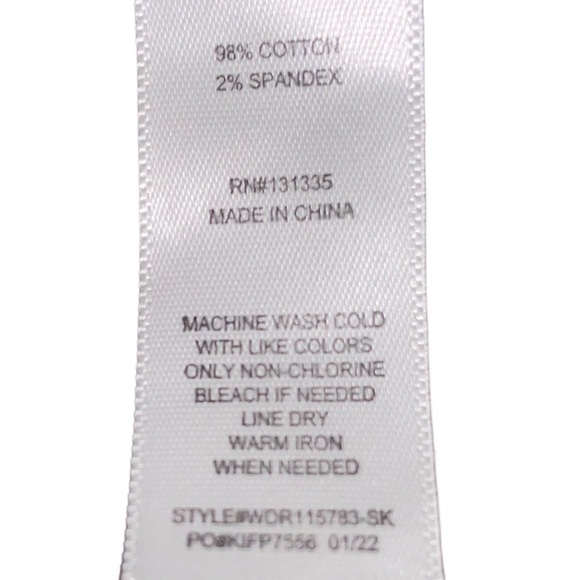 98% COTTON
2% SPANDEX
RN#131335
MADE IN CHINA
MACHINE WASH COLD
WITH LIKE COLORS
ONLY NON-CHLORINE
BLEACH IF NEEDED
LINE DRY
WARM IRON
WHEN NEEDED
STYLE#WOR115783-SK
PO#KIFP7556 01/22